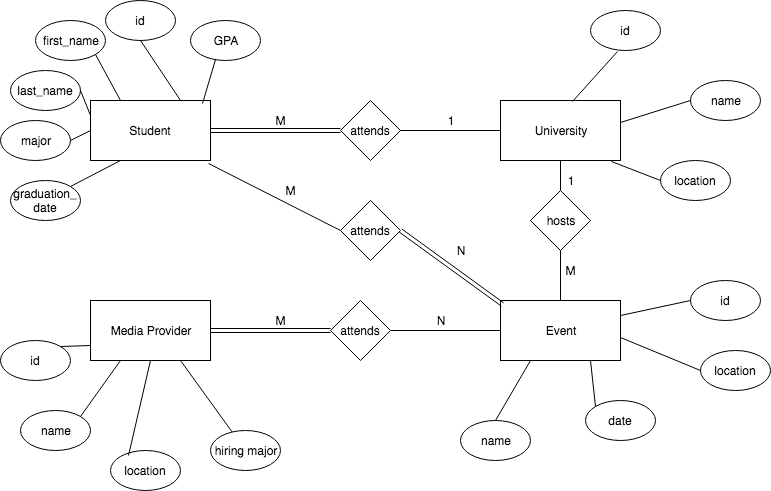 id
first_name
GPA
id
last_name
name
Student
M
attends
1
University
major
location
graduation_
date
M
1
attends
hosts
N
M
id
Media Provider
M
attends
N
Event
id
location
name
location
hiring major
name
date